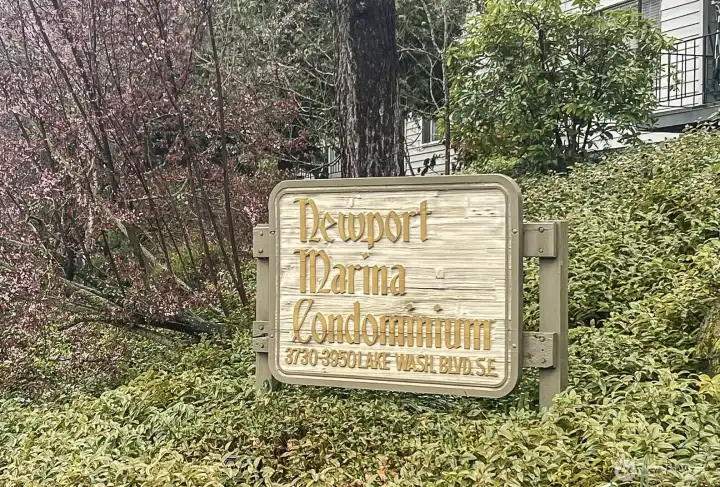 Newport
Marina
Condominium
3730-3950 LAKE WASH. BLVD. S.E.